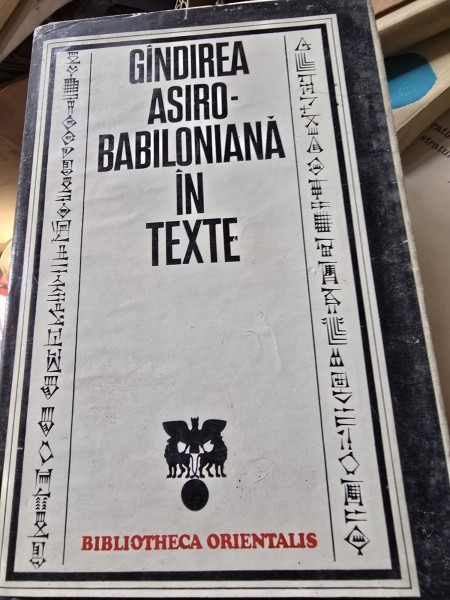 GÎNDIREA
ASIRO-
BABILONIANĂ
ÎN
TEXTE
BIBLIOTHECA ORIENTALIS